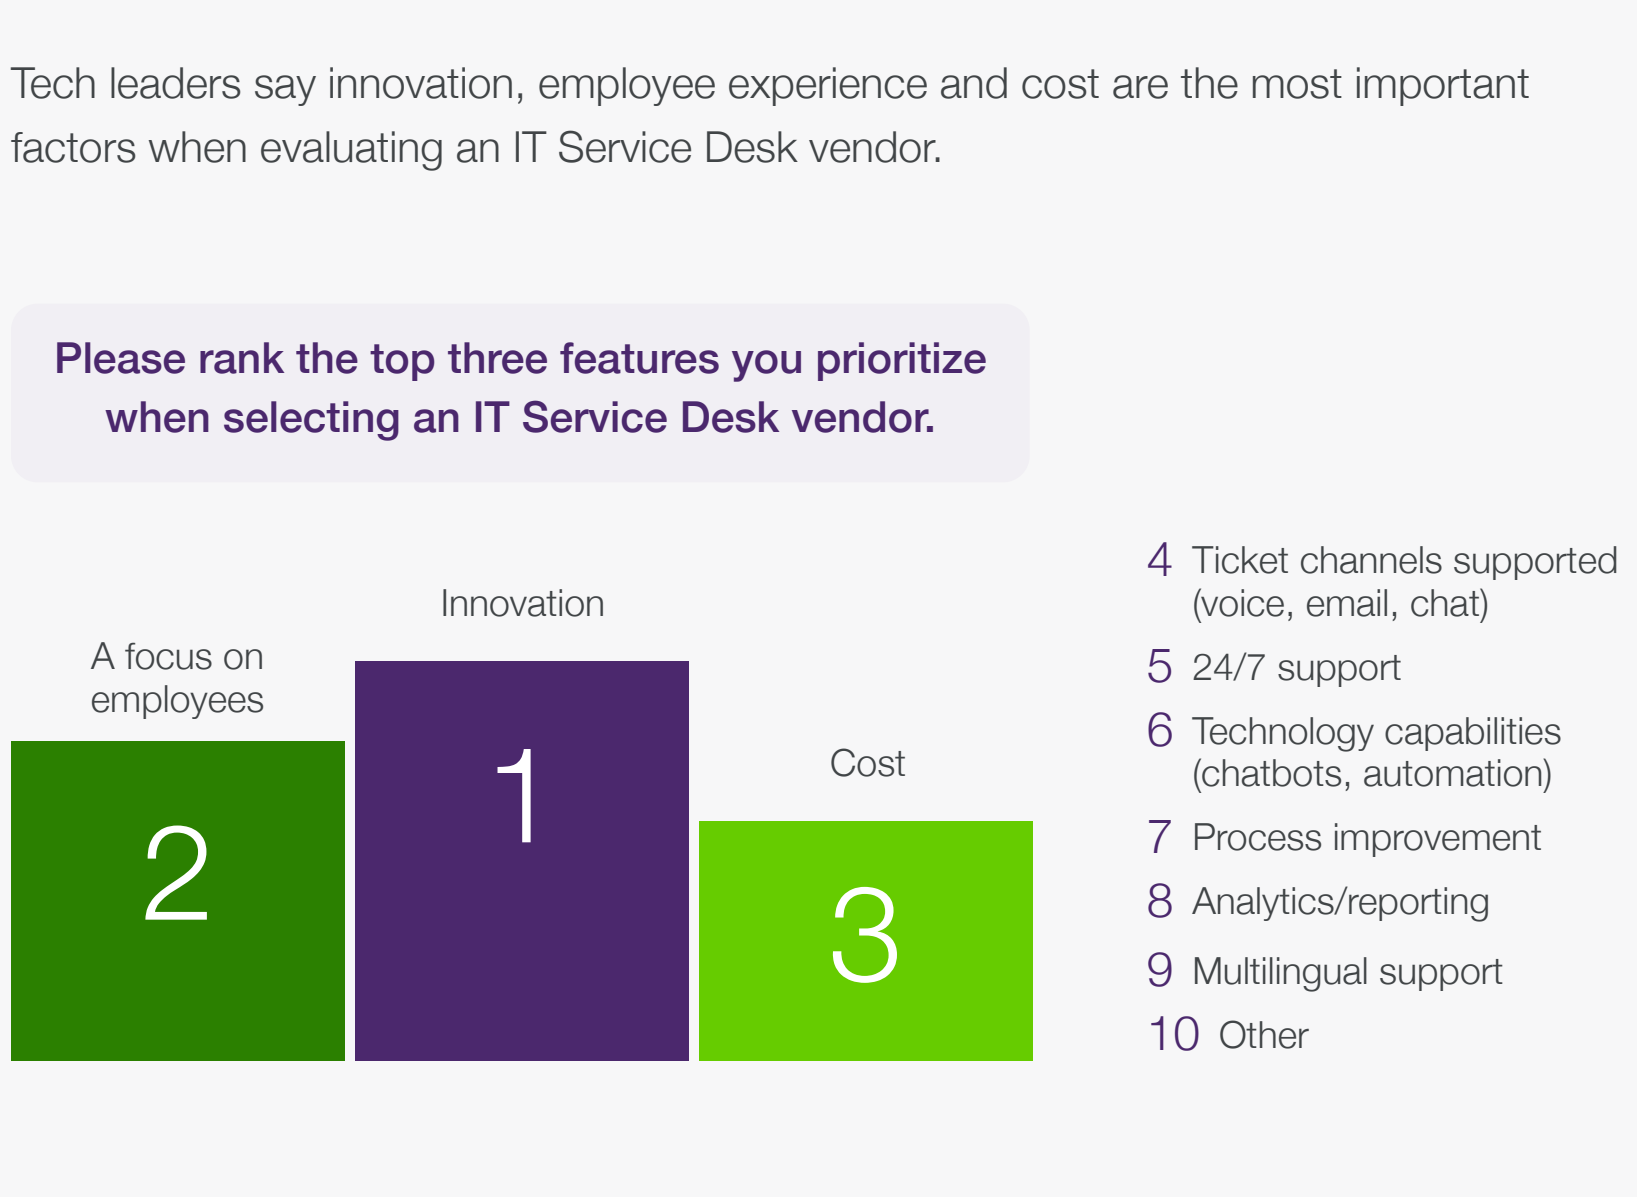 Tech leaders say innovation, employee experience and cost are the most important
factors when evaluating an IT Service Desk vendor.
Please rank the top three features you prioritize
when selecting an IT Service Desk vendor.
A focus on
employees
2
Innovation
1
Cost
3
4 Ticket channels supported
(voice, email, chat)
5 24/7 support
6 Technology capabilities
(chatbots, automation)
7 Process improvement
8 Analytics/reporting
9 Multilingual support
10 Other